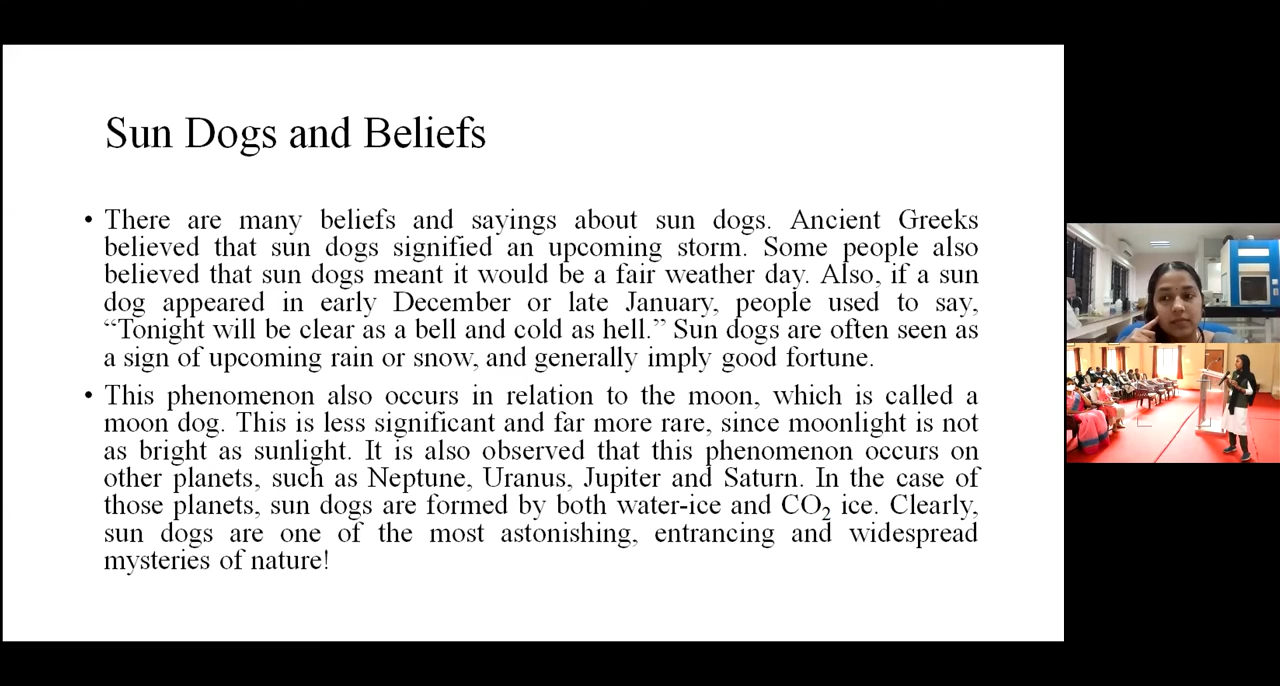 Sun Dogs and Beliefs
• There are many beliefs and sayings about sun dogs. Ancient Greeks
believed that sun dogs signified an upcoming storm. Some people also
believed that sun dogs meant it would be a fair weather day. Also, if a sun
dog appeared in early December or late January, people used to say,
“Tonight will be clear as a bell and cold as hell.” Sun dogs are often seen as
a sign of upcoming rain or snow, and generally imply good fortune.
• This phenomenon also occurs in relation to the moon, which is called a
moon dog. This is less significant and far more rare, since moonlight is not
as bright as sunlight. It is also observed that this phenomenon occurs on
other planets, such as Neptune, Uranus, Jupiter and Saturn. In the case of
those planets, sun dogs are formed by both water-ice and CO₂ ice. Clearly,
sun dogs are one of the most astonishing, entrancing and widespread
mysteries of nature!